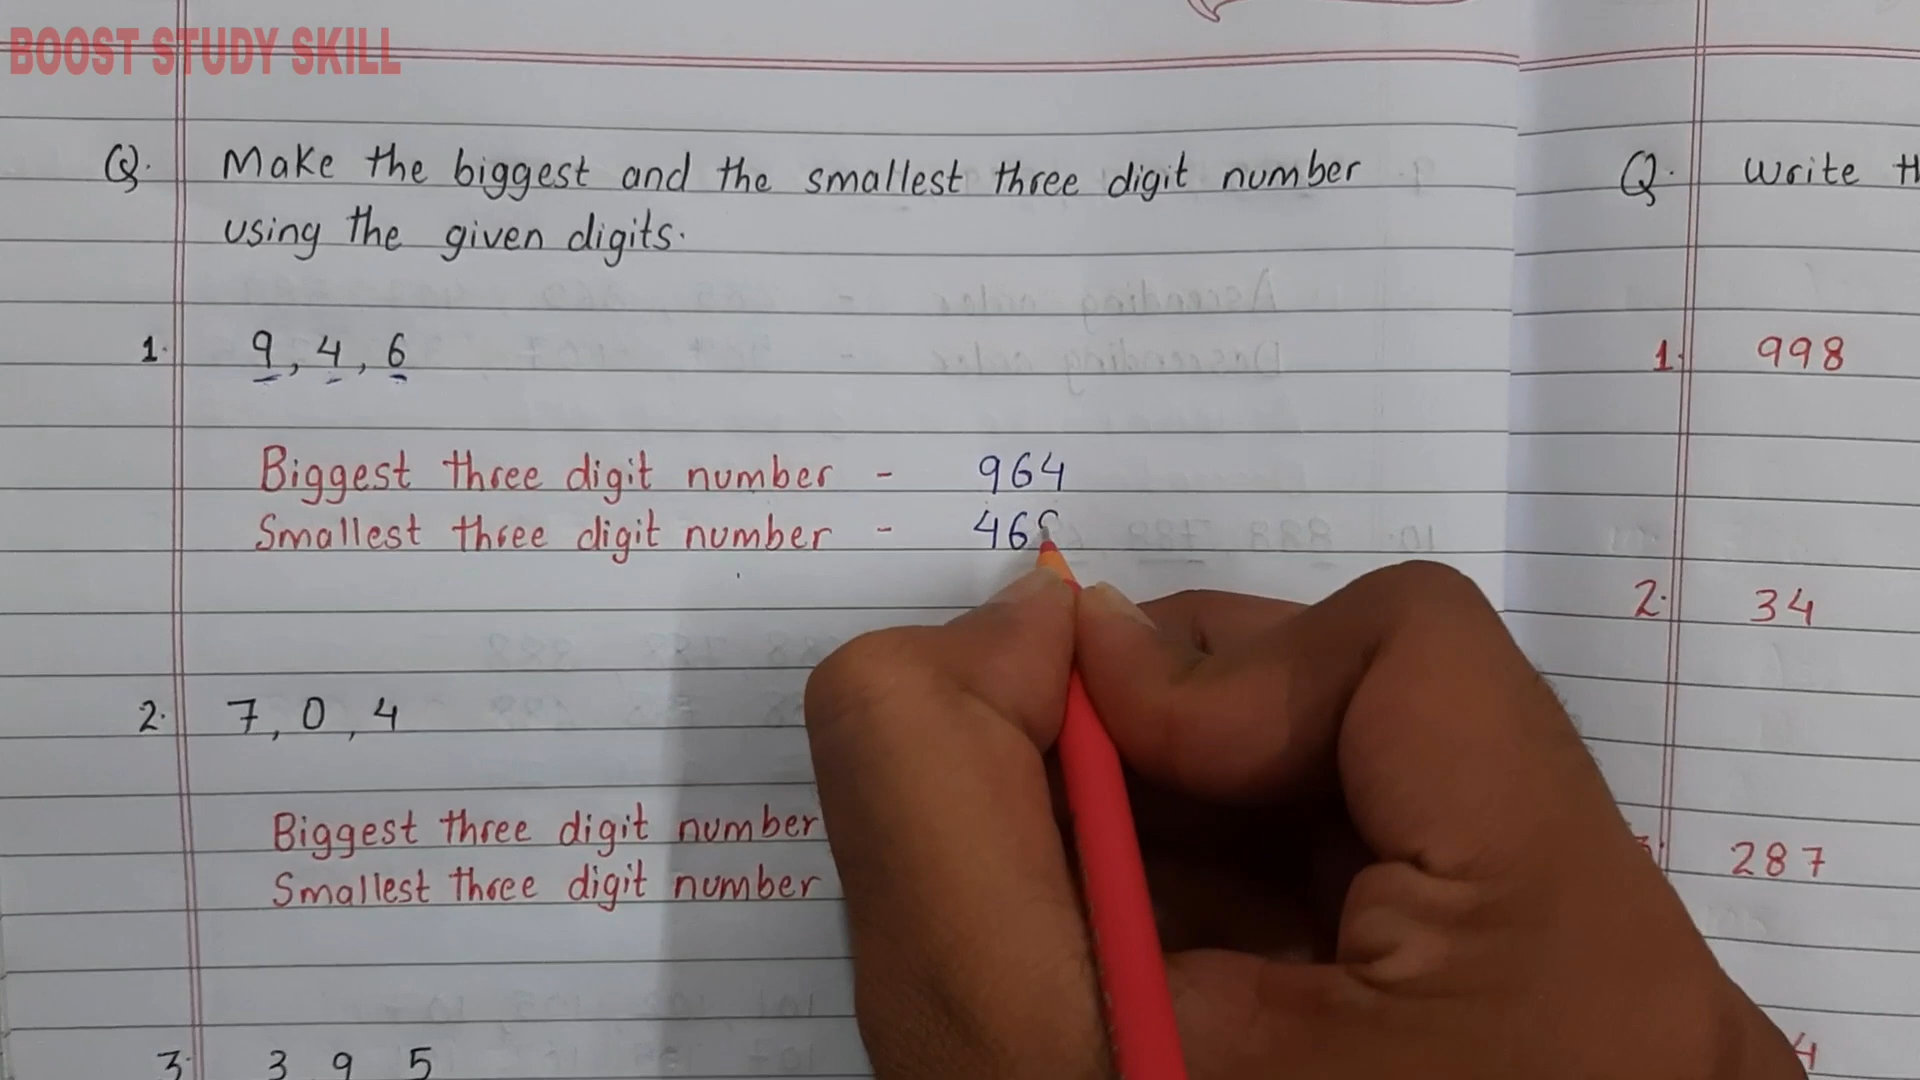 BOOST STUDY SKILL
Q. Make the biggest and the smallest three digit number
using the given digits.
1. 9, 4, 6
Biggest three digit number - 964
Smallest three digit number - 46
2. 7, 0, 4
Biggest three digit number
Smallest three digit number
3. 3 9 5
Q. Write
1. 998
2. 34
287
4